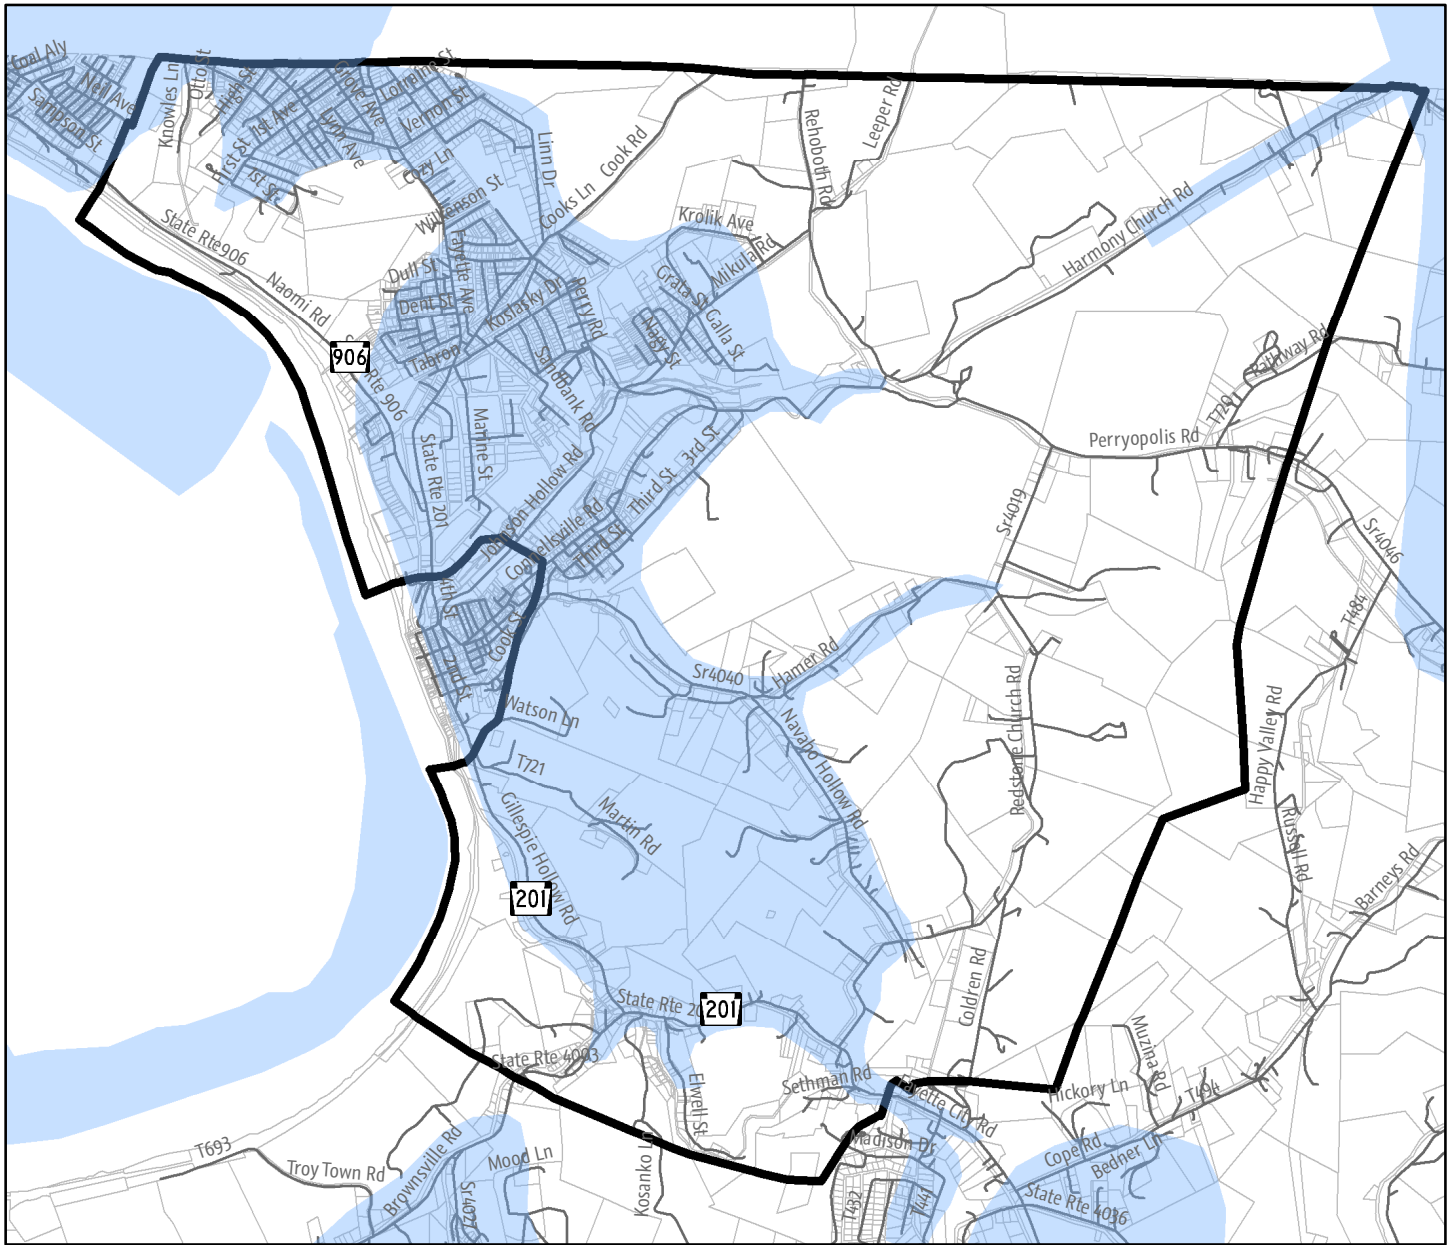 Neil Ave
Sampson St
Knowles Ln
Otto St
First St
1st Ave
1st St
Lynn Ave
Grove Ave
Lorraine St
Vernon St
Cozy Ln
Linn Dr
Cook Rd
Cooks Ln
Rehoboth Rd
Leeper Rd
Harmony Church Rd
Krolik Ave
Mikula Rd
Grata St
Galla St
Nagy St
State Rte906
Naomi Rd
906
Rte 906
Dull St
Dent St
Fayette Ave
Koslasky Dr
Perry Rd
Tabron
Sandbank Rd
Marine St
State Rte 201
Johnson Hollow Rd
Connellsville Rd
Third St
3rd St
Third St
4th St
2nd St
Cook St
Pathway Rd
T729
Perryopolis Rd
Sr4019
Sr4046
T484
Sr4040
Hamer Rd
Navaho Hollow Rd
Redstone Church Rd
Happy Valley Rd
Russell Rd
Barneys Rd
Watson Ln
T721
Martin Rd
Gillespie Hollow Rd
201
State Rte 20
201
Coldren Rd
State Rte 4003
Elwell St
Sethman Rd
Fayette City Rd
Hickory Ln
Muzina Rd
T494
Madison Dr
Cope Rd
Bedner Ln
State Rte 4036
T432
T441
Kosanko Ln
Mood Ln
Brownsville Rd
Sr4027
Troy Town Rd
T693